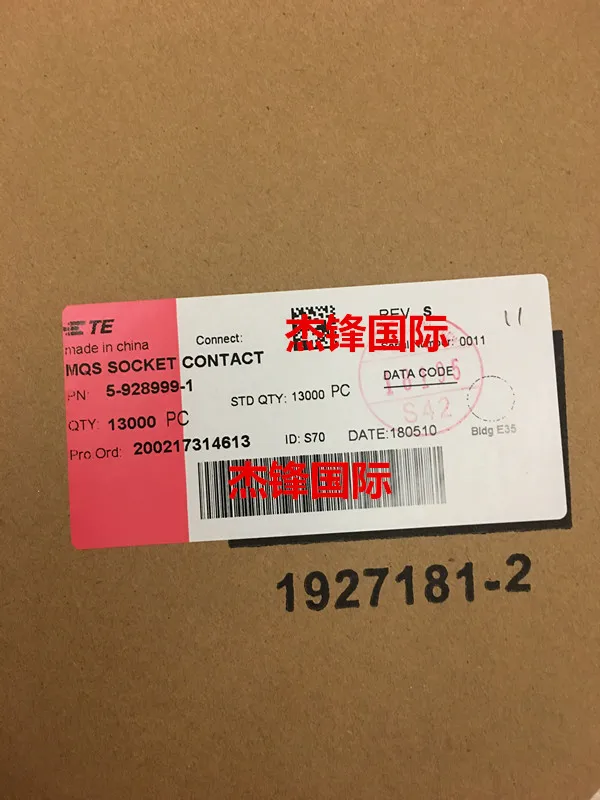 TE
made in china
Connect:
REV S
杰锋国际
0011
11
MQS SOCKET CONTACT
DATA CODE
PN: 5-928999-1
STD QTY: 13000 PC
S42
QTY: 13000 PC
Pro Ord: 200217314613
ID: S70
DATE:180510
Bldg E35
杰锋国际
1927181-2